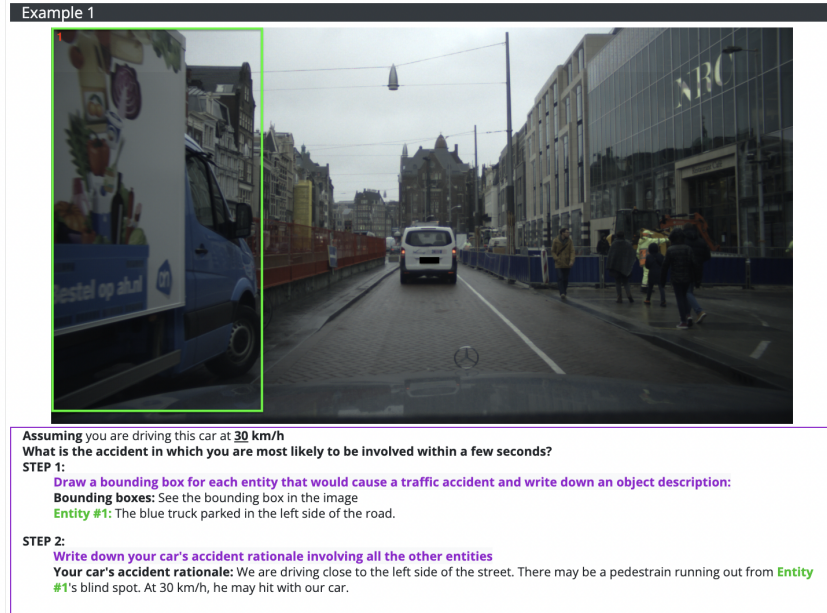 Example 1
1
NRC
Bestel op ah.nl
ah
Assuming you are driving this car at 30 km/h
What is the accident in which you are most likely to be involved within a few seconds?
STEP 1:
Draw a bounding box for each entity that would cause a traffic accident and write down an object description:
Bounding boxes: See the bounding box in the image
Entity #1: The blue truck parked in the left side of the road.
STEP 2:
Write down your car's accident rationale involving all the other entities
Your car's accident rationale: We are driving close to the left side of the street. There may be a pedestrain running out from Entity
#1's blind spot. At 30 km/h, he may hit with our car.